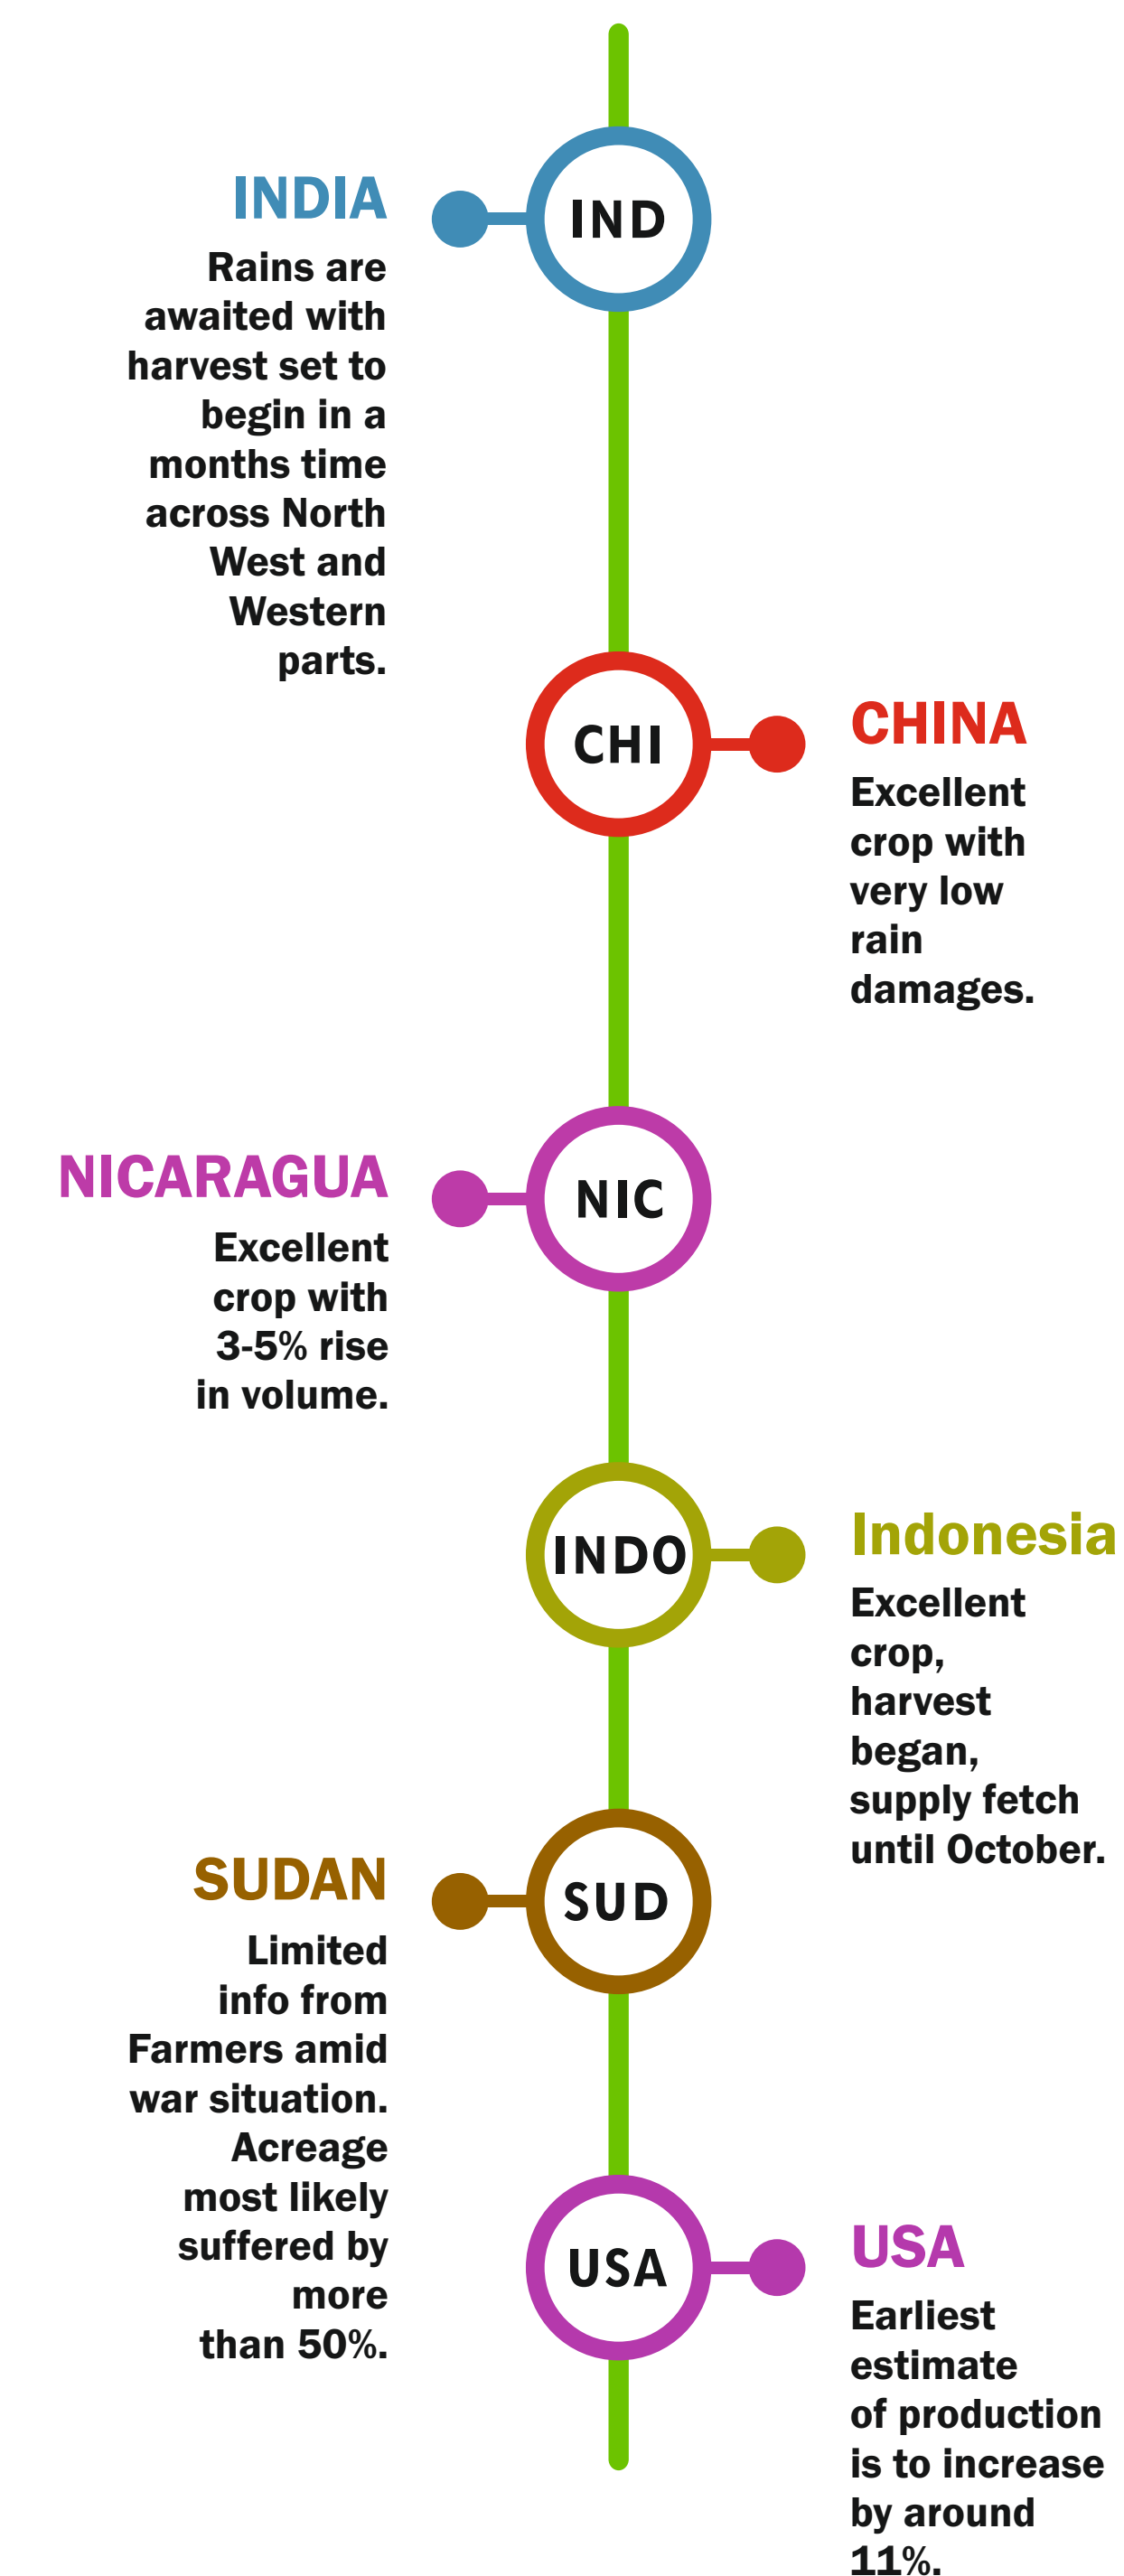 IND
INDIA
Rains are
awaited with
harvest set to
begin in a
months time
across North
West and
Western
parts.
CHI
CHINA
Excellent
crop with
very low
rain
damages.
NIC
NICARAGUA
Excellent
crop with
3-5% rise
in volume.
INDO
Indonesia
Excellent
crop,
harvest
began,
supply fetch
until October.
SUD
SUDAN
Limited
info from
Farmers amid
war situation.
Acreage
most likely
suffered by
more
than 50%.
USA
USA
Earliest
estimate
of production
is to increase
by around
11%.